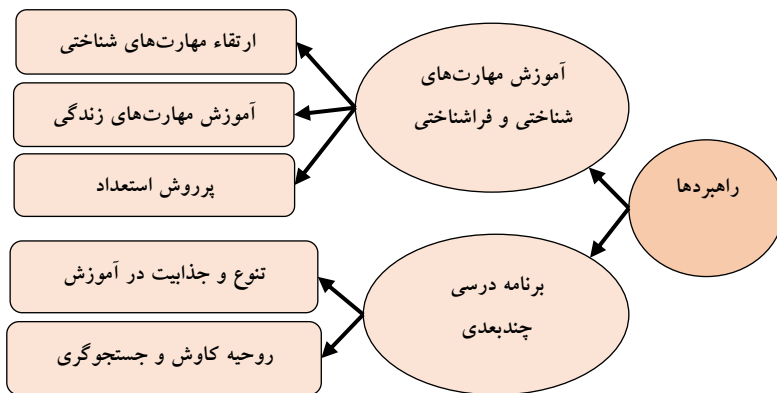 راهبردها
آموزش مهارت‌های
شناختی و فراشناختی
ارتقاء مهارت‌های شناختی
آموزش مهارت‌های زندگی
پرروش استعداد
برنامه درسی
چندبعدی
تنوع و جذابیت در آموزش
روحیه کاوش و جستجوگری